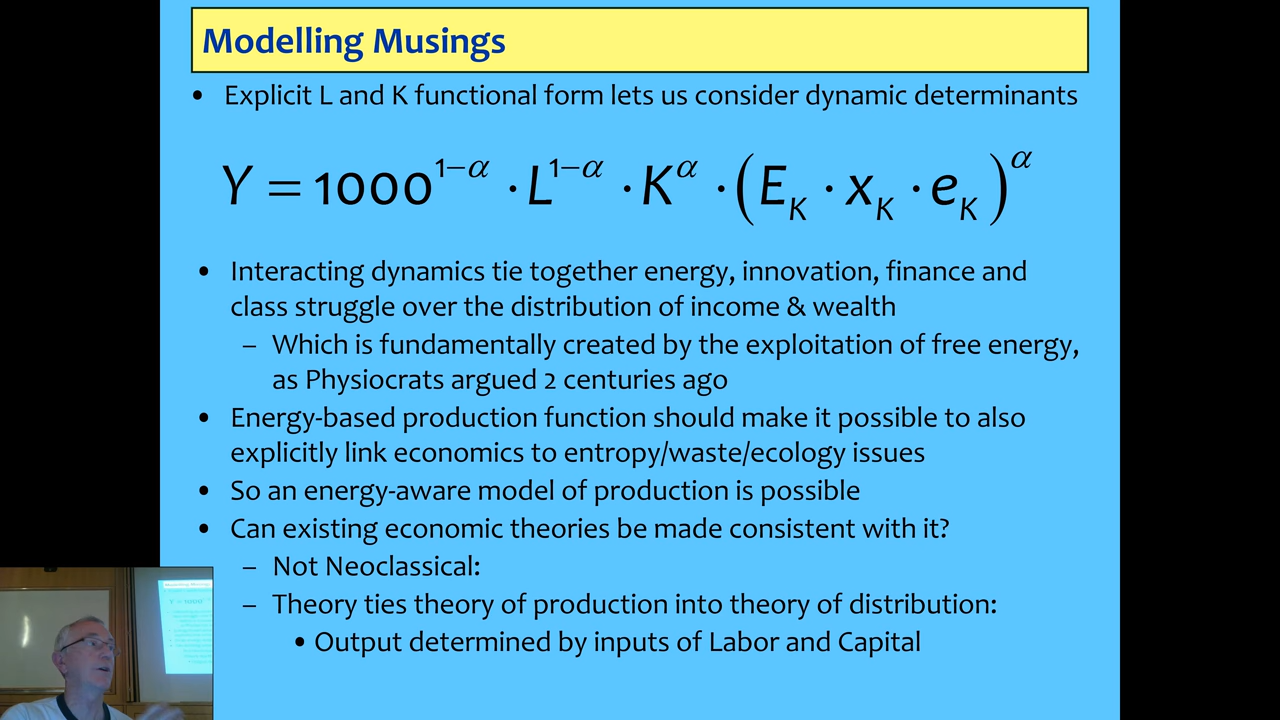 Modelling Musings
• Explicit L and K functional form lets us consider dynamic determinants
Y = 1000^{1−α} · L^{1−α} · K^{α} · (E_K · x_K · e_K)^{α}
• Interacting dynamics tie together energy, innovation, finance and
class struggle over the distribution of income & wealth
– Which is fundamentally created by the exploitation of free energy,
as Physiocrats argued 2 centuries ago
• Energy-based production function should make it possible to also
explicitly link economics to entropy/waste/ecology issues
• So an energy-aware model of production is possible
• Can existing economic theories be made consistent with it?
– Not Neoclassical:
– Theory ties theory of production into theory of distribution:
• Output determined by inputs of Labor and Capital